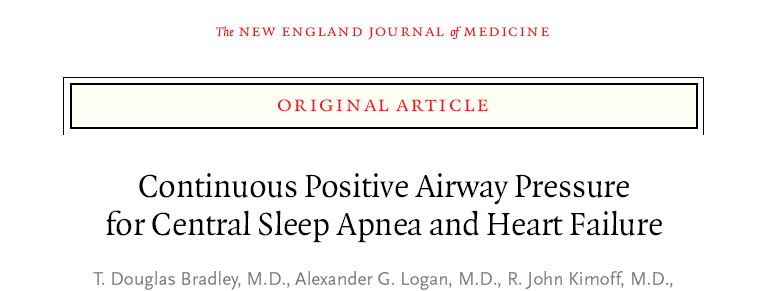 The NEW ENGLAND JOURNAL of MEDICINE
ORIGINAL ARTICLE
Continuous Positive Airway Pressure
for Central Sleep Apnea and Heart Failure
T. Douglas Bradley, M.D., Alexander G. Logan, M.D., R. John Kimoff, M.D.,